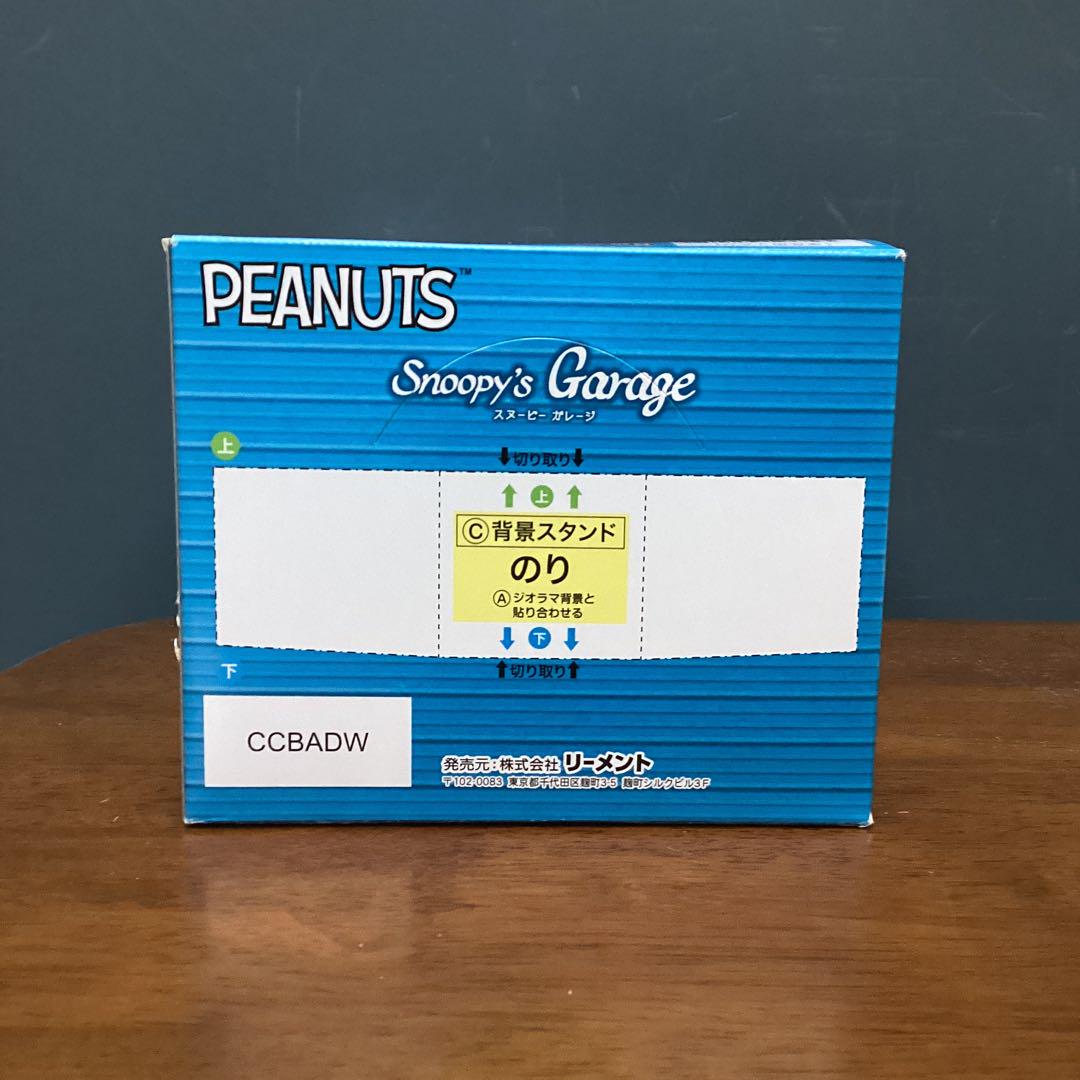 PEANUTS™
Snoopy's Garage
スヌーピー ガレージ
上
⬇切り取り⬇
⬆上⬆
Ⓒ背景スタンド
のり
Ⓐジオラマ背景と
貼り合わせる
⬇下⬇
下
⬆切り取り⬆
CCBADW
発売元:株式会社 リーメント
〒102-0083 東京都千代田区麹町3-5 麹町シルクビル3F